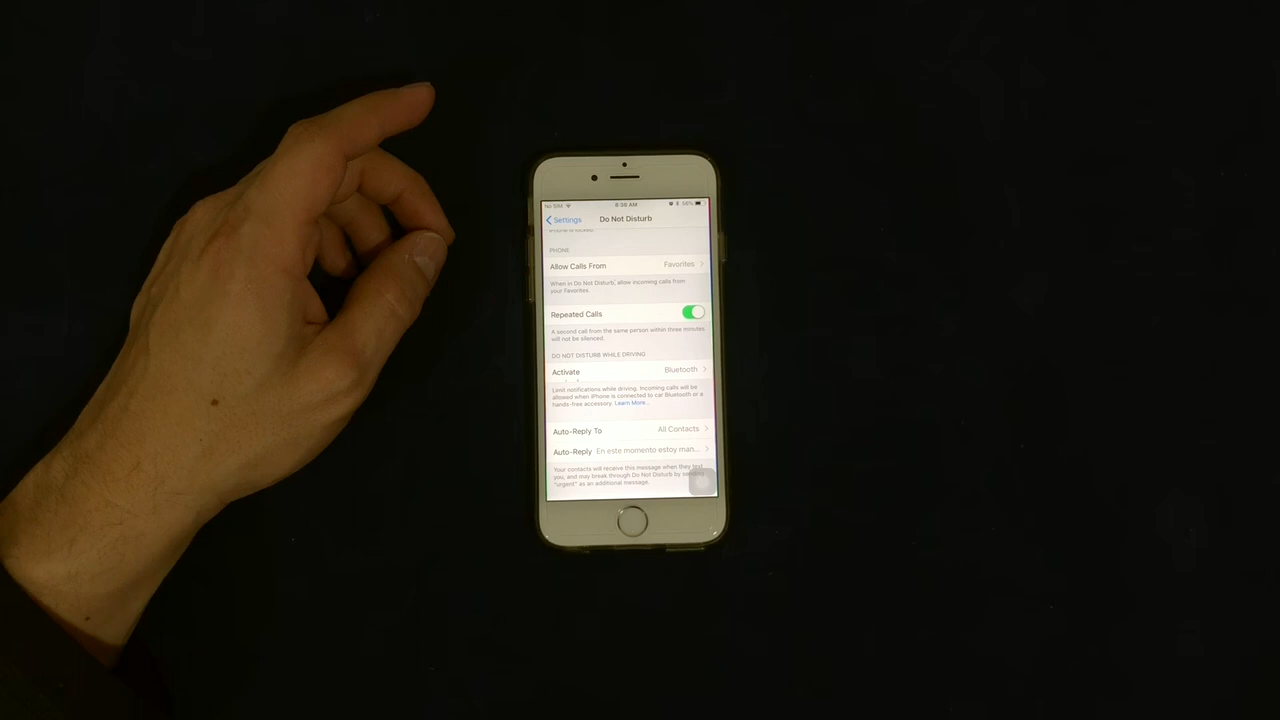 No SIM 8:36 AM 56%
Settings Do Not Disturb
iPhone is locked.
PHONE
Allow Calls From Favorites
When in Do Not Disturb, allow incoming calls from
your Favorites.
Repeated Calls
A second call from the same person within three minutes
will not be silenced.
DO NOT DISTURB WHILE DRIVING
Activate Bluetooth
Limit notifications while driving. Incoming calls will be
allowed when iPhone is connected to car Bluetooth or a
hands-free accessory. Learn More...
Auto-Reply To All Contacts
Auto-Reply En este momento estoy man...
Your contacts will receive this message when they text
you, and may break through Do Not Disturb by sending
"urgent" as an additional message.